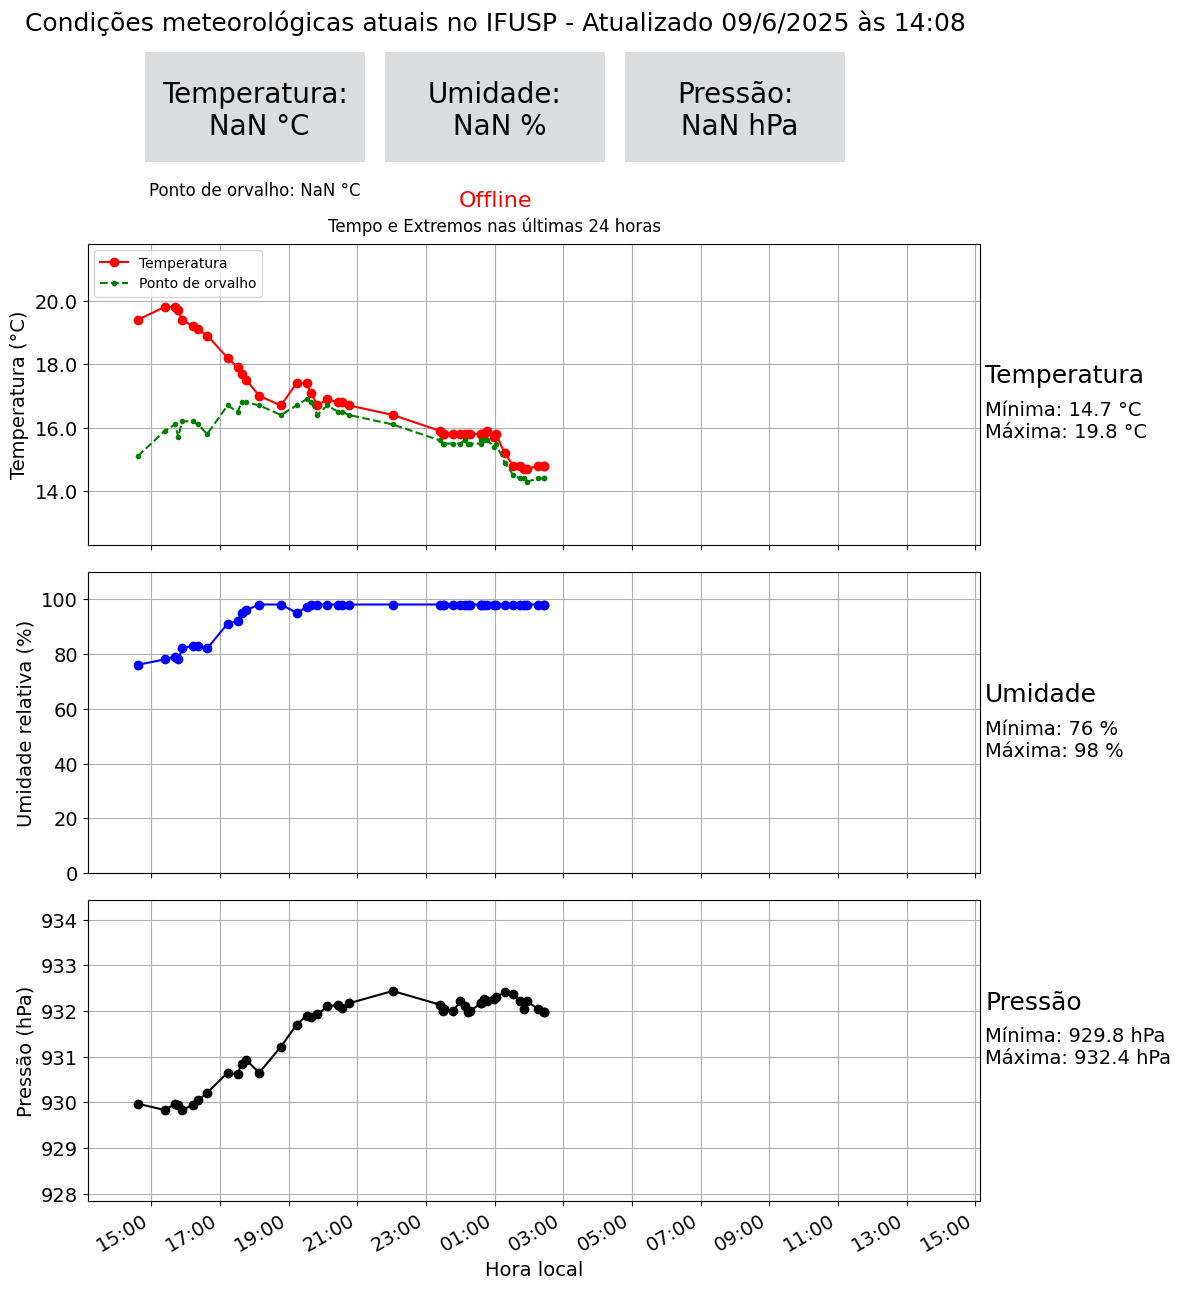 Condições meteorológicas atuais no IFUSP - Atualizado 09/6/2025 às 14:08
Temperatura:
NaN °C
Umidade:
NaN %
Pressão:
NaN hPa
Ponto de orvalho: NaN °C
Offline
Tempo e Extremos nas últimas 24 horas
Temperatura
Ponto de orvalho
Temperatura (°C)
20.0
18.0
16.0
14.0
Temperatura
Mínima: 14.7 °C
Máxima: 19.8 °C
Umidade relativa (%)
100
80
60
40
20
0
Umidade
Mínima: 76 %
Máxima: 98 %
Pressão (hPa)
934
933
932
931
930
929
928
Pressão
Mínima: 929.8 hPa
Máxima: 932.4 hPa
15:00 17:00 19:00 21:00 23:00 01:00 03:00 05:00 07:00 09:00 11:00 13:00 15:00
Hora local